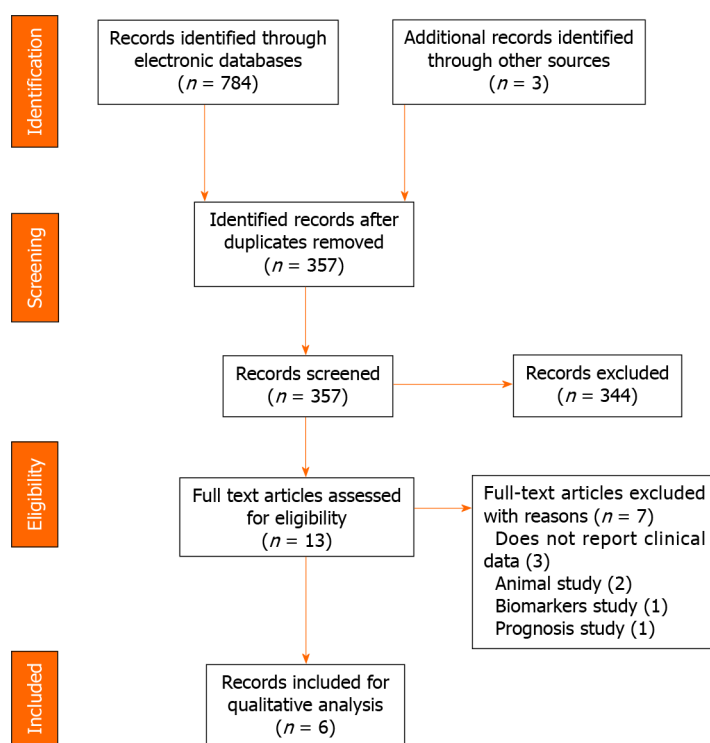 Identification
Records identified through
electronic databases
(n = 784)
Additional records identified
through other sources
(n = 3)
Screening
Identified records after
duplicates removed
(n = 357)
Records screened
(n = 357)
Records excluded
(n = 344)
Eligibility
Full text articles assessed
for eligibility
(n = 13)
Full-text articles excluded
with reasons (n = 7)
Does not report clinical
data (3)
Animal study (2)
Biomarkers study (1)
Prognosis study (1)
Included
Records included for
qualitative analysis
(n = 6)